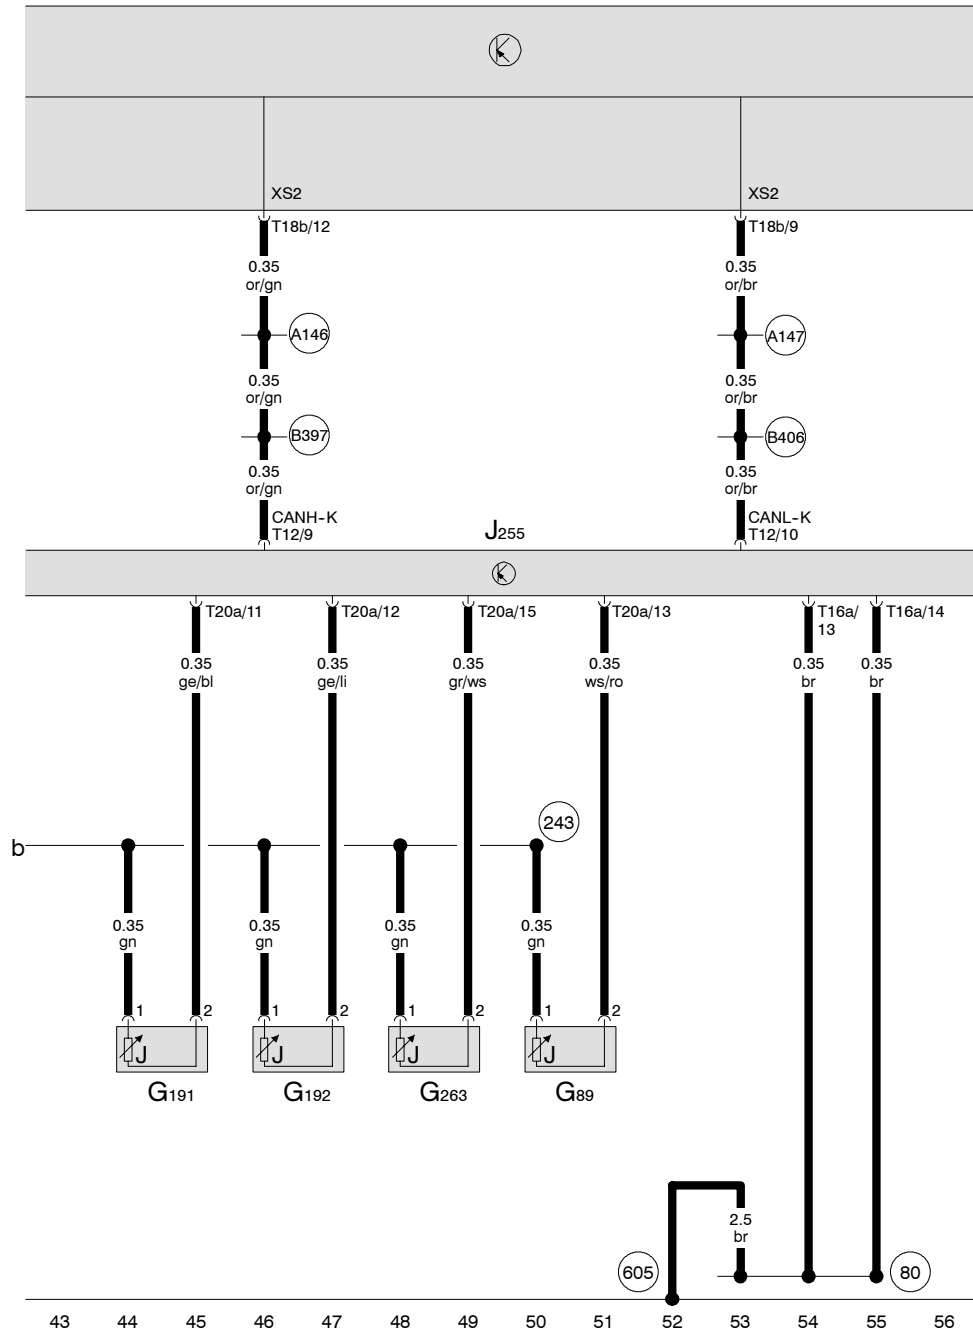 XS2 XS2
T18b/12 T18b/9
0.35 0.35
or/gn or/br
A146 A147
0.35 0.35
or/gn or/br
B397 B406
0.35 0.35
or/gn or/br
CANH-K CANL-K
T12/9 J255 T12/10
T20a/11 T20a/12 T20a/15 T20a/13 T16a/ T16a/14
13
0.35 0.35 0.35 0.35 0.35 0.35
ge/bl ge/li gr/ws ws/ro br br
243
b
0.35 0.35 0.35 0.35
gn gn gn gn
1 2 1 2 1 2 1 2
J J J J
G191 G192 G263 G89
2.5
br
605 80
43 44 45 46 47 48 49 50 51 52 53 54 55 56